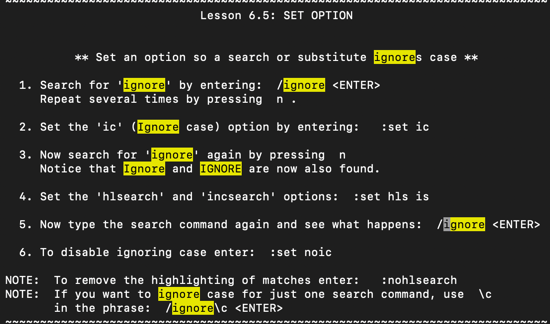 ~~~~~~~~~~~~~~~~~~~~~~~~~~~~~~~~~~~~~~~~~~~~~~~~~~~~~~~~~~~~~~~~~~~~~~~~~~~~~~
Lesson 6.5: SET OPTION
** Set an option so a search or substitute ignores case **
1. Search for 'ignore' by entering:  /ignore <ENTER>
Repeat several times by pressing  n .
2. Set the 'ic' (Ignore case) option by entering:   :set ic
3. Now search for 'ignore' again by pressing  n
Notice that Ignore and IGNORE are now also found.
4. Set the 'hlsearch' and 'incsearch' options:  :set hls is
5. Now type the search command again and see what happens:  /ignore <ENTER>
6. To disable ignoring case enter:  :set noic
NOTE:  To remove the highlighting of matches enter:   :nohlsearch
NOTE:  If you want to ignore case for just one search command, use  \c
in the phrase:  /ignore\c <ENTER>
~~~~~~~~~~~~~~~~~~~~~~~~~~~~~~~~~~~~~~~~~~~~~~~~~~~~~~~~~~~~~~~~~~~~~~~~~~~~~~